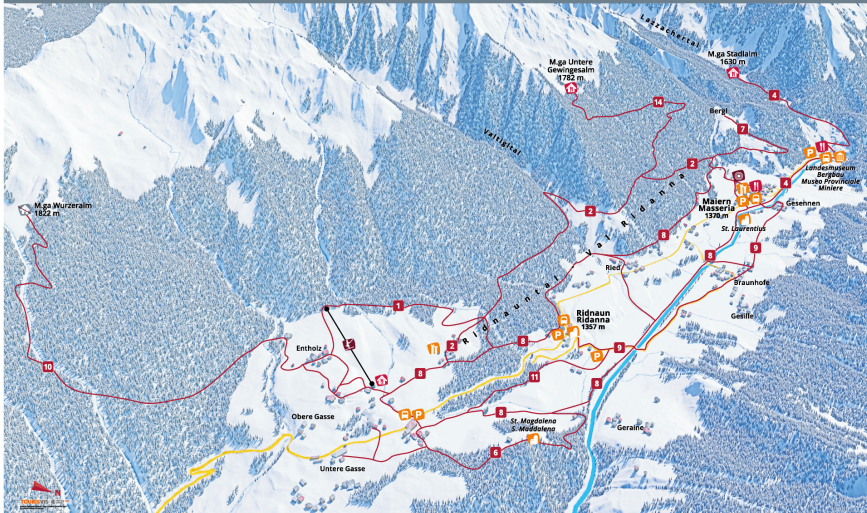 Lazzachertal
M.ga Stadlalm
1630 m
M.ga Untere
Gewingesalm
1782 m
4
14
Bergl
7
Valtigltal
2
P
Landesmuseum
Bergbau
Museo Provinciale
Miniere
4
Maiern
Masseria
1370 m
P
Gesehnen
St. Laurentius
M.ga Wurzeralm
1822 m
2
Ridnauntal Val Ridanna
8
8
9
Ried
Braunhofe
Gesille
1
Ridnaun
Ridanna
1357 m
P
Entholz
2
8
9
P
10
8
11
8
P
Obere Gasse
8
St. Magdalena
S. Maddalena
Geraine
6
Untere Gasse
N